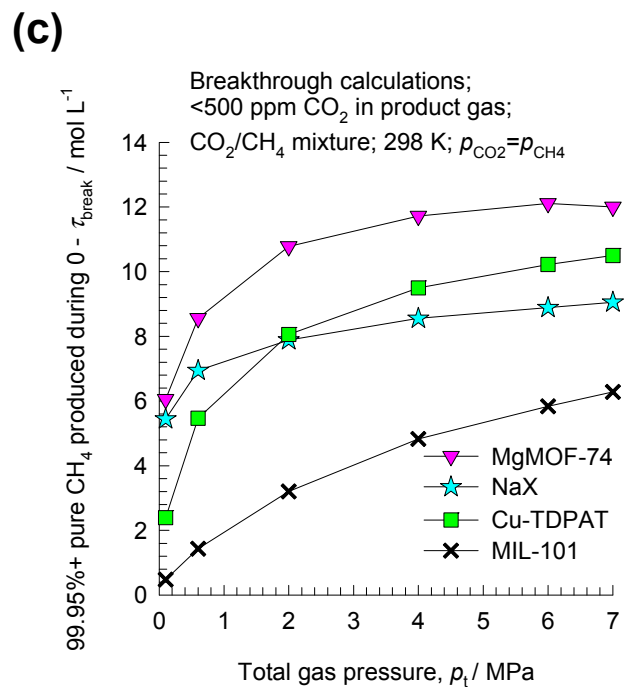 (c)
Breakthrough calculations;
<500 ppm CO₂ in product gas;
CO₂/CH₄ mixture; 298 K; pCO2=pCH4
99.95%+ pure CH₄ produced during 0 - τbreak / mol L⁻¹
14
12
10
8
6
4
2
0
MgMOF-74
NaX
Cu-TDPAT
MIL-101
0 1 2 3 4 5 6 7
Total gas pressure, pₜ / MPa